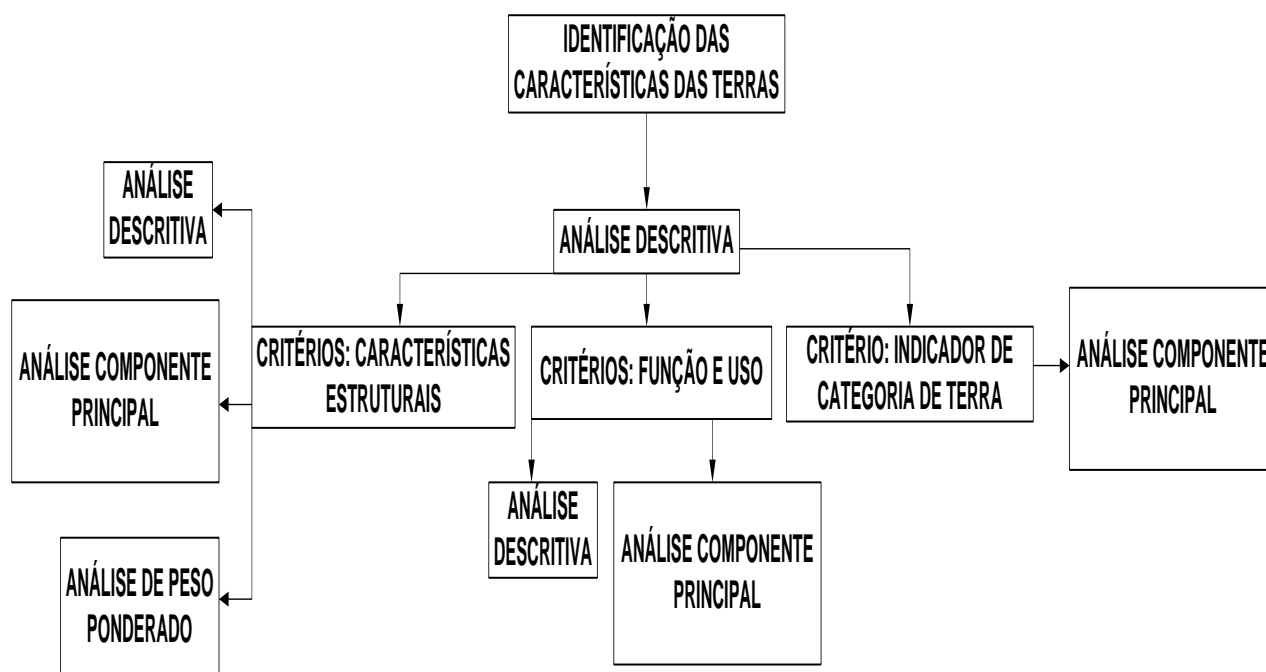 IDENTIFICAÇÃO DAS
CARACTERÍSTICAS DAS TERRAS
ANÁLISE
DESCRITIVA
ANÁLISE DESCRITIVA
ANÁLISE COMPONENTE
PRINCIPAL
CRITÉRIOS: CARACTERÍSTICAS
ESTRUTURAIS
CRITÉRIOS: FUNÇÃO E USO
CRITÉRIO: INDICADOR DE
CATEGORIA DE TERRA
ANÁLISE COMPONENTE
PRINCIPAL
ANÁLISE
DESCRITIVA
ANÁLISE COMPONENTE
PRINCIPAL
ANÁLISE DE PESO
PONDERADO